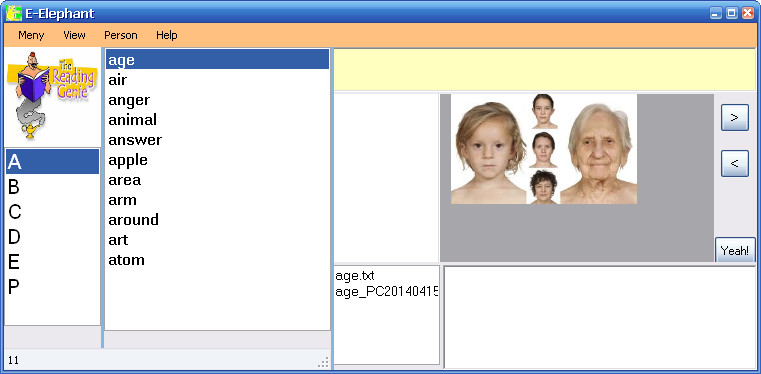 E-Elephant
Meny View Person Help
The Reading Genie
age
air
anger
animal
answer
apple
area
arm
around
art
atom
A
B
C
D
E
P
>
<
Yeah!
age.txt
age_PC20140415
11